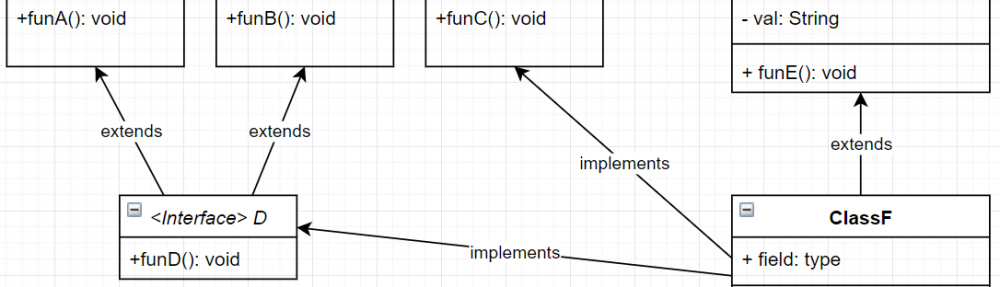 +funA(): void
+funB(): void
+funC(): void
- val: String
+ funE(): void
extends
extends
implements
extends
<Interface> D
+funD(): void
implements
ClassF
+ field: type